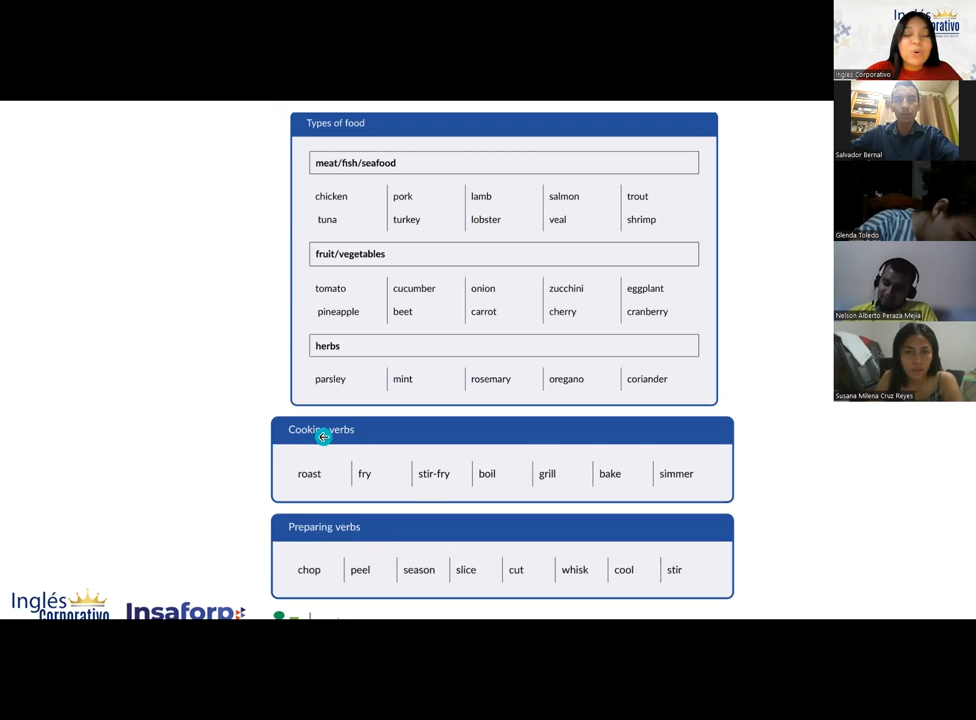 Types of food
meat/fish/seafood
chicken pork lamb salmon trout
tuna turkey lobster veal shrimp
fruit/vegetables
tomato cucumber onion zucchini eggplant
pineapple beet carrot cherry cranberry
herbs
parsley mint rosemary oregano coriander
Cooking verbs
roast fry stir-fry boil grill bake simmer
Preparing verbs
chop peel season slice cut whisk cool stir
Inglés
Corporativo
Insaforp
Inglés Corporativo
Salvador Bernal
Glenda Toledo
Nelson Alberto Peraza Mejia
Susana Milena Cruz Reyes